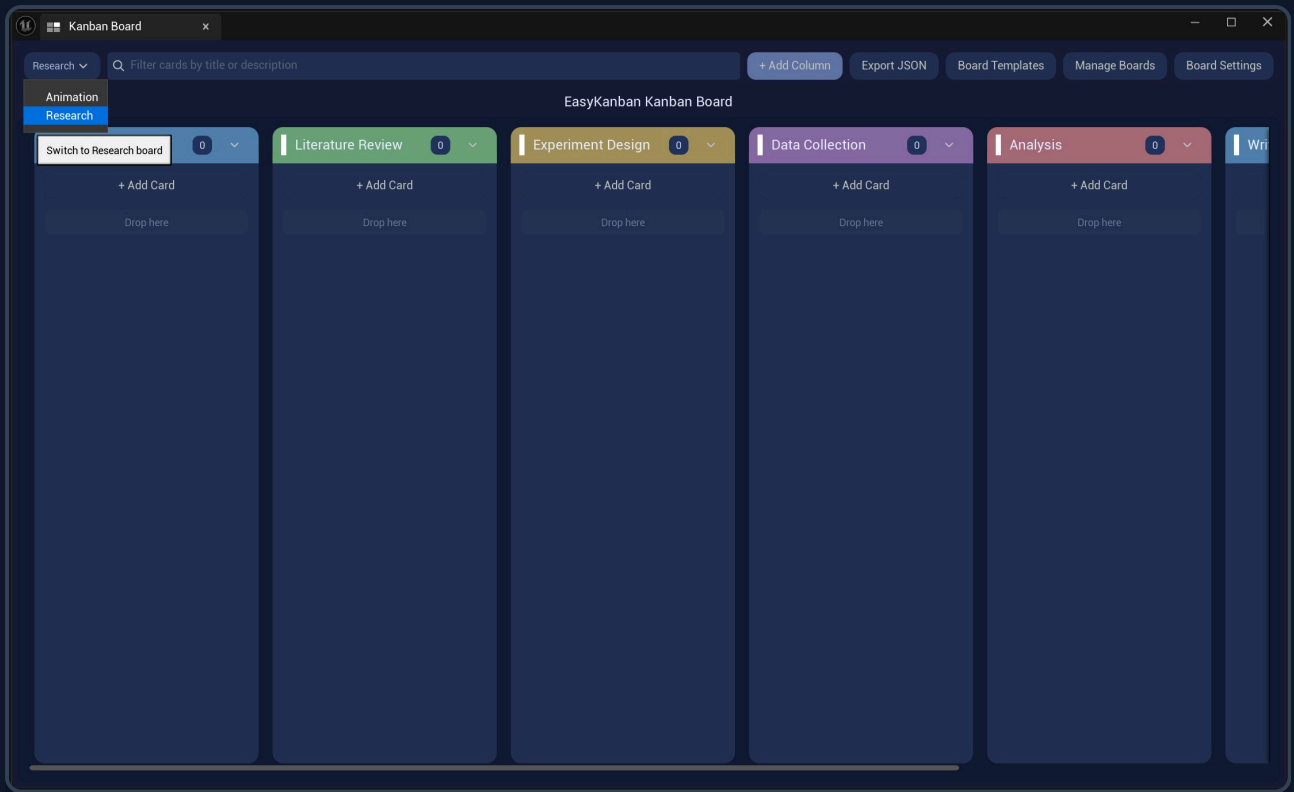 Kanban Board
Research
Filter cards by title or description
+ Add Column
Export JSON
Board Templates
Manage Boards
Board Settings
Animation
Research
EasyKanban Kanban Board
Switch to Research board
0
Literature Review 0
Experiment Design 0
Data Collection 0
Analysis 0
Wri
+ Add Card
+ Add Card
+ Add Card
+ Add Card
+ Add Card
Drop here
Drop here
Drop here
Drop here
Drop here